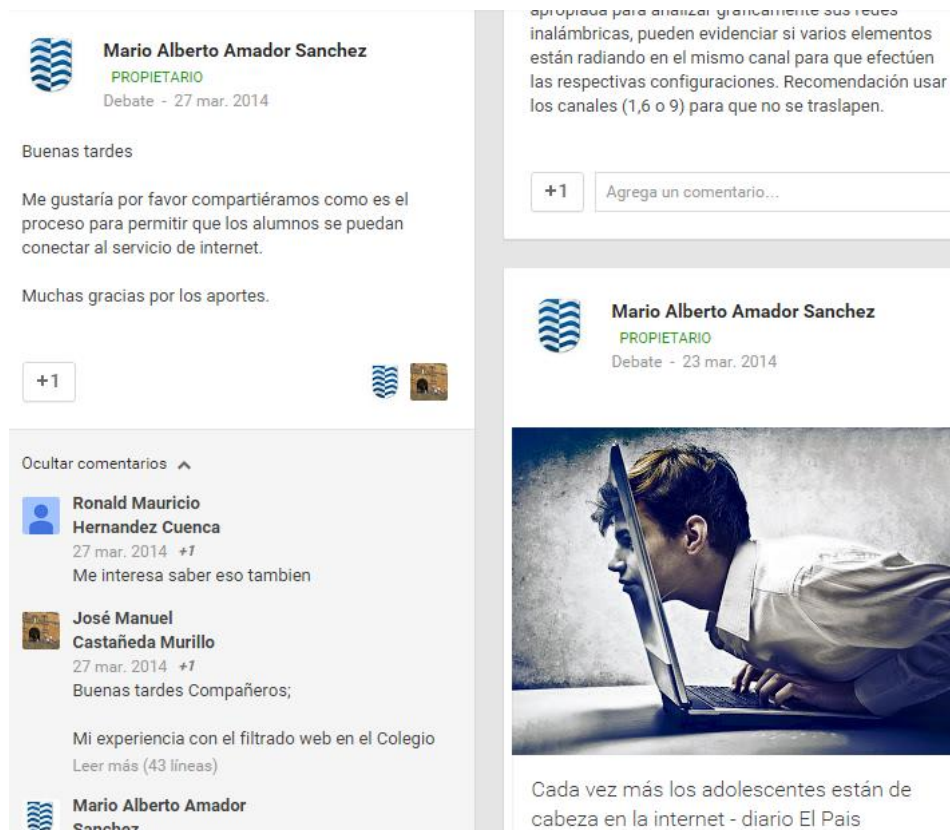 Mario Alberto Amador Sanchez
PROPIETARIO
Debate - 27 mar. 2014
Buenas tardes
Me gustaría por favor compartiéramos como es el
proceso para permitir que los alumnos se puedan
conectar al servicio de internet.
Muchas gracias por los aportes.
+1
Ocultar comentarios
Ronald Mauricio
Hernandez Cuenca
27 mar. 2014 +1
Me interesa saber eso tambien
José Manuel
Castañeda Murillo
27 mar. 2014 +1
Buenas tardes Compañeros;
Mi experiencia con el filtrado web en el Colegio
Leer más (43 líneas)
Mario Alberto Amador
Sanchez
apropiada para analizar gráficamente sus redes
inalámbricas, pueden evidenciar si varios elementos
están radiando en el mismo canal para que efectúen
las respectivas configuraciones. Recomendación usar
los canales (1,6 o 9) para que no se traslapen.
+1
Agrega un comentario...
Mario Alberto Amador Sanchez
PROPIETARIO
Debate - 23 mar. 2014
Cada vez más los adolescentes están de
cabeza en la internet - diario El Pais